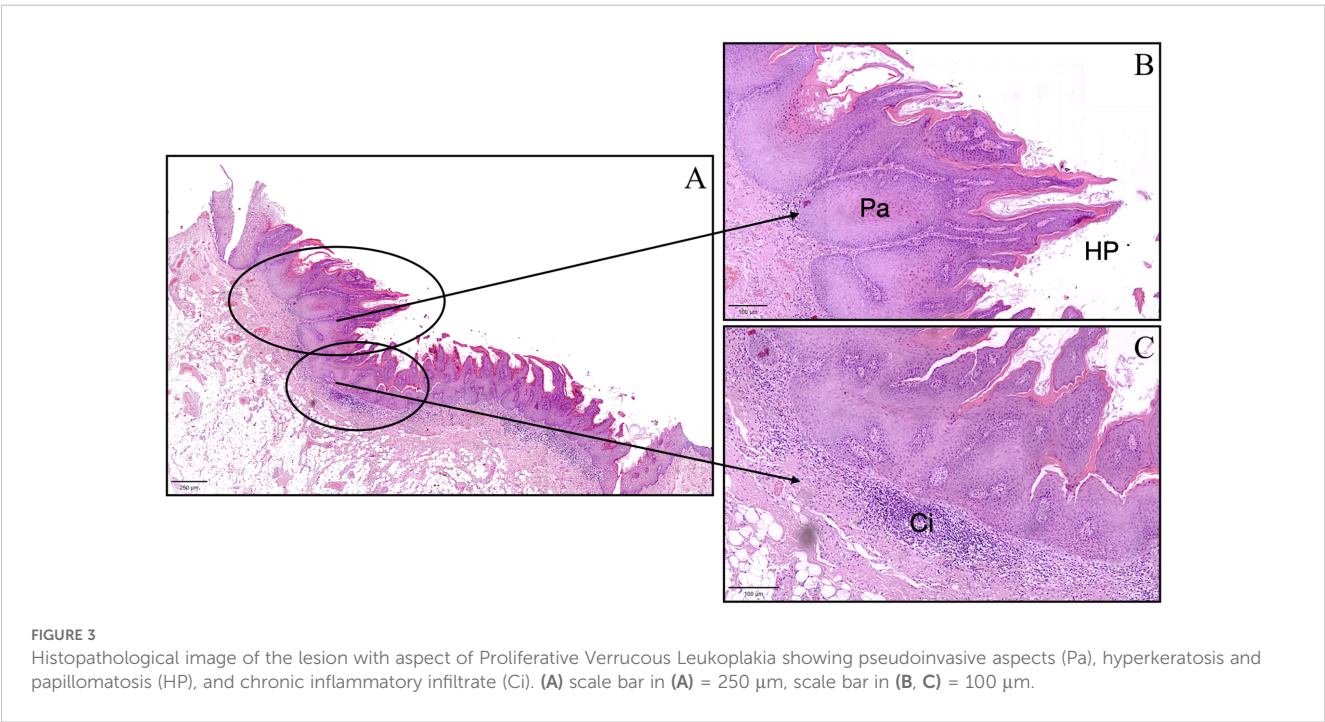 A
250 µm
B
Pa
HP
100 µm
C
Ci
100 µm
FIGURE 3
Histopathological image of the lesion with aspect of Proliferative Verrucous Leukoplakia showing pseudoinvasive aspects (Pa), hyperkeratosis and
papillomatosis (HP), and chronic inflammatory infiltrate (Ci). (A) scale bar in (A) = 250 µm, scale bar in (B, C) = 100 µm.